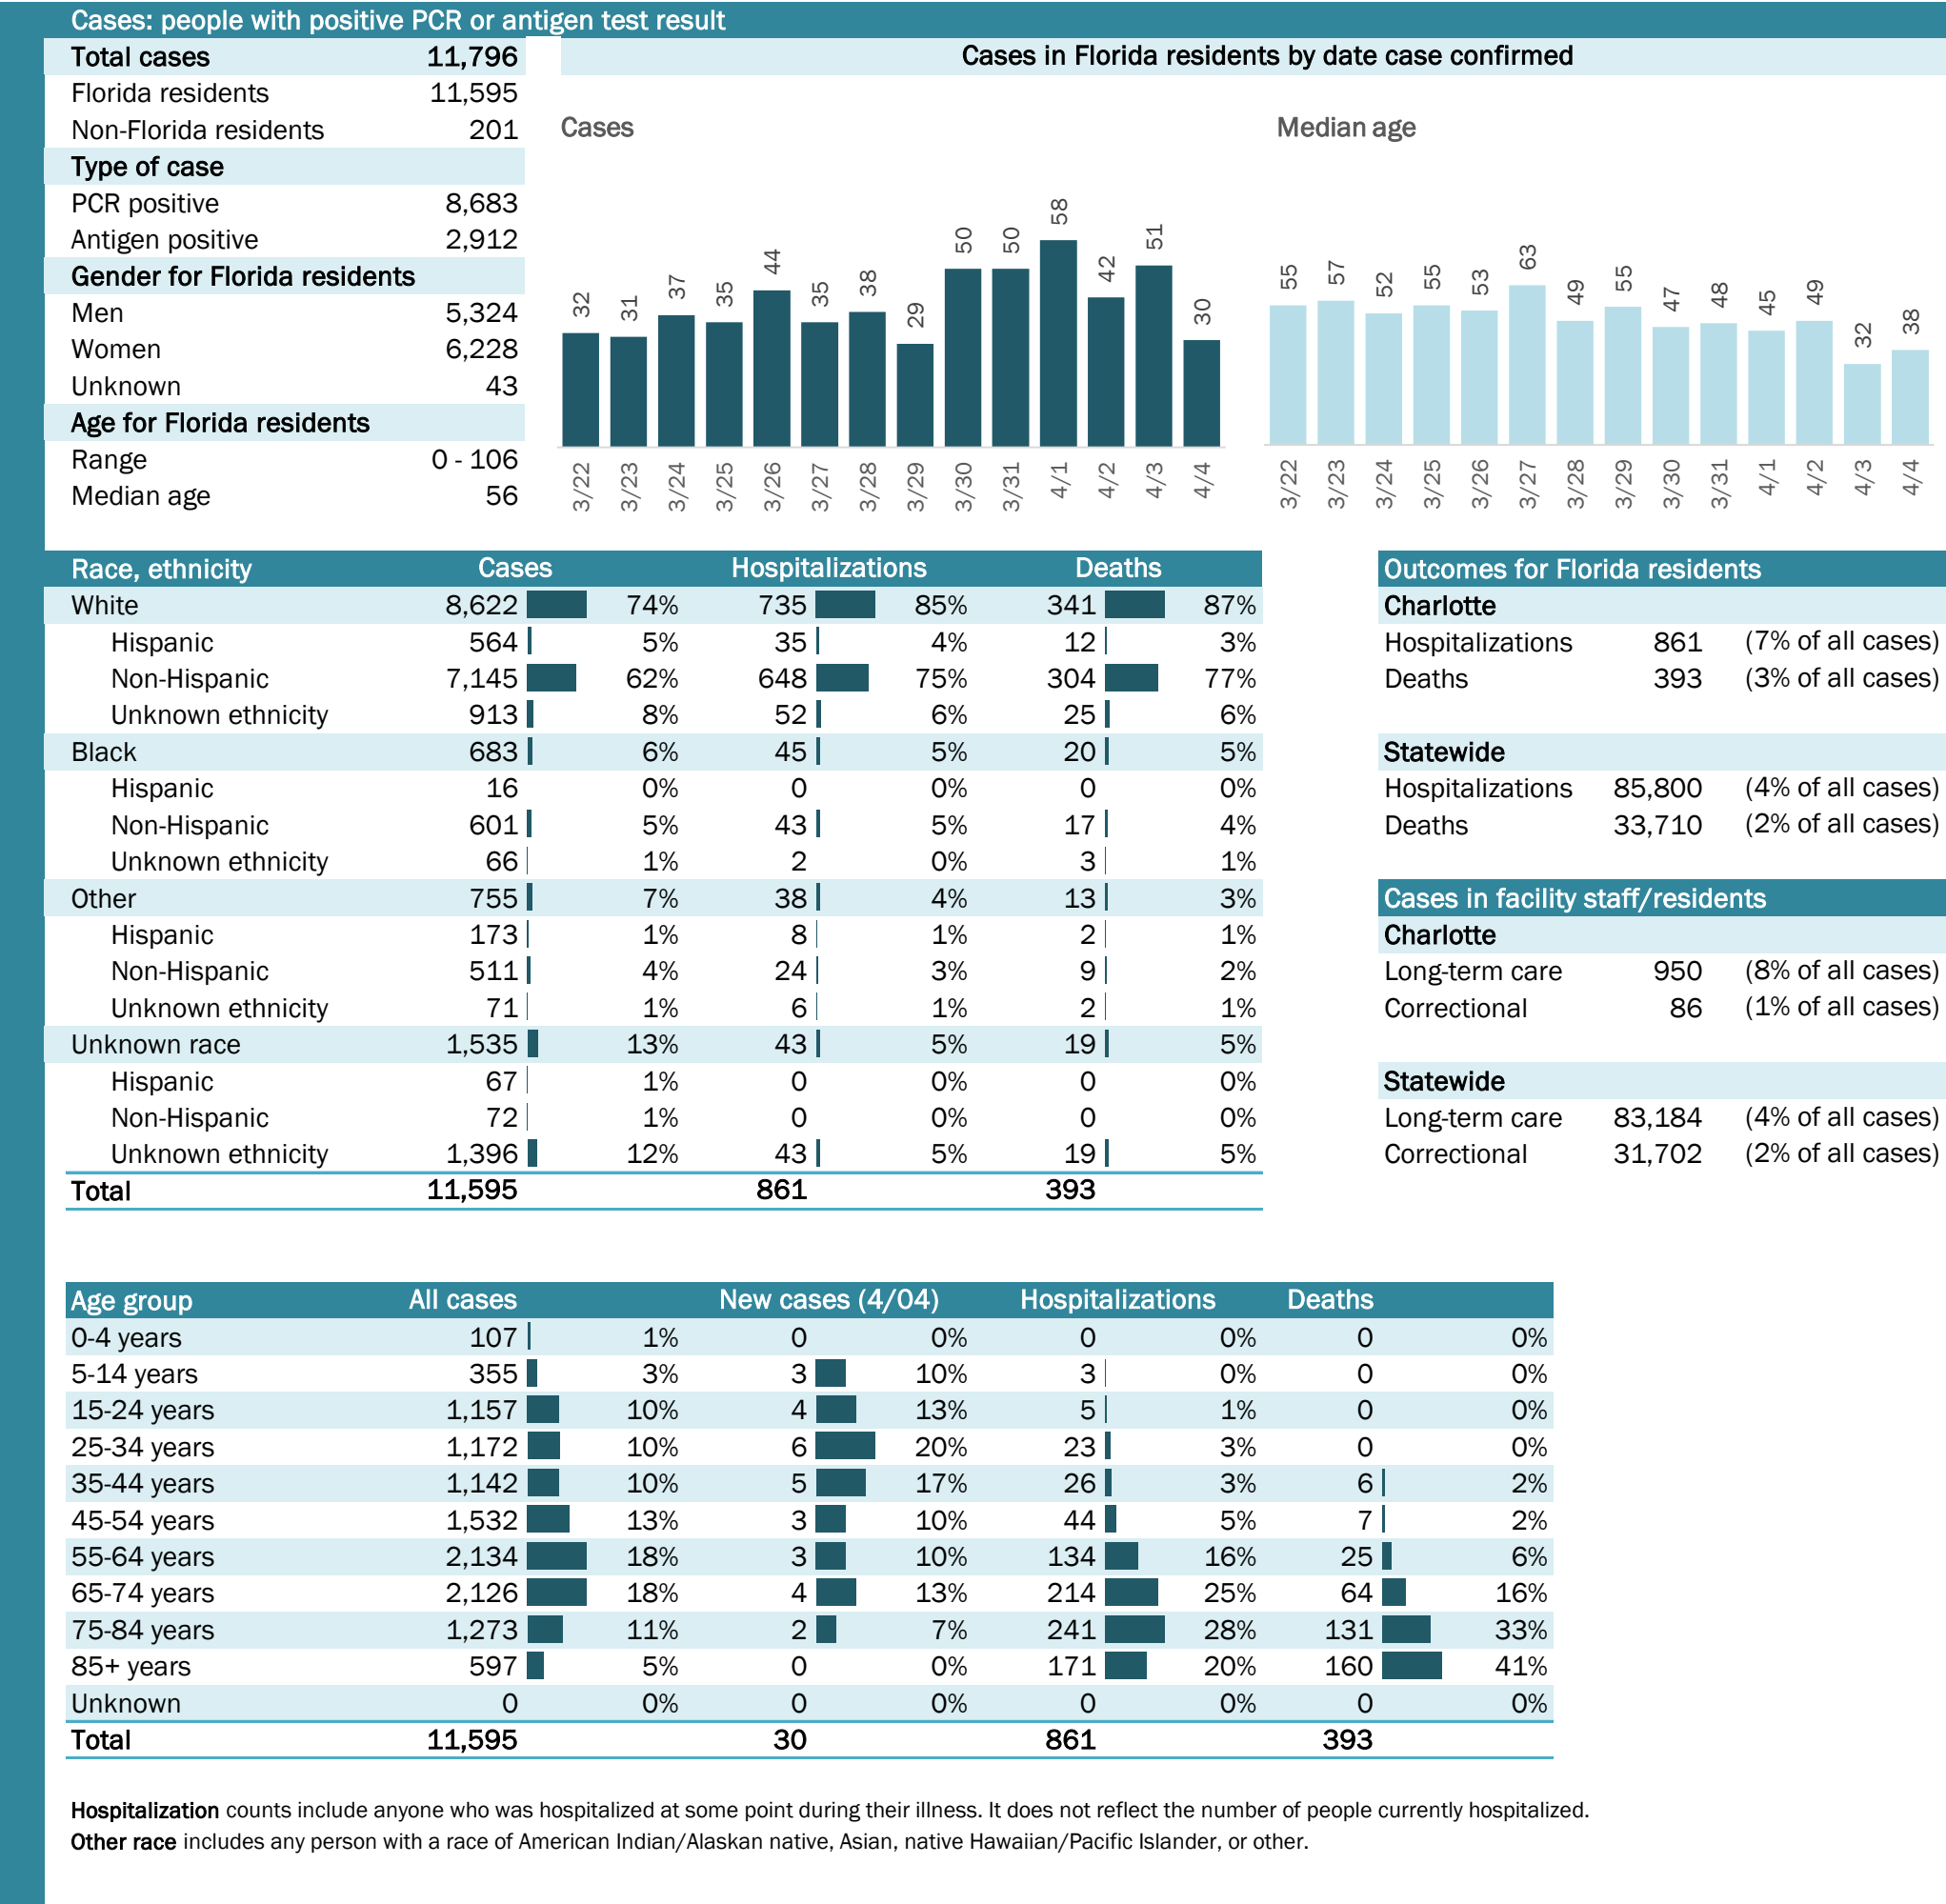 Cases: people with positive PCR or antigen test result
Total cases 11,796
Florida residents 11,595
Non-Florida residents 201
Type of case
PCR positive 8,683
Antigen positive 2,912
Gender for Florida residents
Men 5,324
Women 6,228
Unknown 43
Age for Florida residents
Range 0 - 106
Median age 56
Cases in Florida residents by date case confirmed
Cases
32 31 37 35 44 35 38 29 50 50 58 42 51 30
3/22 3/23 3/24 3/25 3/26 3/27 3/28 3/29 3/30 3/31 4/1 4/2 4/3 4/4
Median age
55 57 52 55 53 63 49 55 47 48 45 49 32 38
3/22 3/23 3/24 3/25 3/26 3/27 3/28 3/29 3/30 3/31 4/1 4/2 4/3 4/4
Race, ethnicity Cases Hospitalizations Deaths
White 8,622 74% 735 85% 341 87%
Hispanic 564 5% 35 4% 12 3%
Non-Hispanic 7,145 62% 648 75% 304 77%
Unknown ethnicity 913 8% 52 6% 25 6%
Black 683 6% 45 5% 20 5%
Hispanic 16 0% 0 0% 0 0%
Non-Hispanic 601 5% 43 5% 17 4%
Unknown ethnicity 66 1% 2 0% 3 1%
Other 755 7% 38 4% 13 3%
Hispanic 173 1% 8 1% 2 1%
Non-Hispanic 511 4% 24 3% 9 2%
Unknown ethnicity 71 1% 6 1% 2 1%
Unknown race 1,535 13% 43 5% 19 5%
Hispanic 67 1% 0 0% 0 0%
Non-Hispanic 72 1% 0 0% 0 0%
Unknown ethnicity 1,396 12% 43 5% 19 5%
Total 11,595 861 393
Outcomes for Florida residents
Charlotte
Hospitalizations 861 (7% of all cases)
Deaths 393 (3% of all cases)
Statewide
Hospitalizations 85,800 (4% of all cases)
Deaths 33,710 (2% of all cases)
Cases in facility staff/residents
Charlotte
Long-term care 950 (8% of all cases)
Correctional 86 (1% of all cases)
Statewide
Long-term care 83,184 (4% of all cases)
Correctional 31,702 (2% of all cases)
Age group All cases New cases (4/04) Hospitalizations Deaths
0-4 years 107 1% 0 0% 0 0% 0 0%
5-14 years 355 3% 3 10% 3 0% 0 0%
15-24 years 1,157 10% 4 13% 5 1% 0 0%
25-34 years 1,172 10% 6 20% 23 3% 0 0%
35-44 years 1,142 10% 5 17% 26 3% 6 2%
45-54 years 1,532 13% 3 10% 44 5% 7 2%
55-64 years 2,134 18% 3 10% 134 16% 25 6%
65-74 years 2,126 18% 4 13% 214 25% 64 16%
75-84 years 1,273 11% 2 7% 241 28% 131 33%
85+ years 597 5% 0 0% 171 20% 160 41%
Unknown 0 0% 0 0% 0 0% 0 0%
Total 11,595 30 861 393
Hospitalization counts include anyone who was hospitalized at some point during their illness. It does not reflect the number of people currently hospitalized.
Other race includes any person with a race of American Indian/Alaskan native, Asian, native Hawaiian/Pacific Islander, or other.